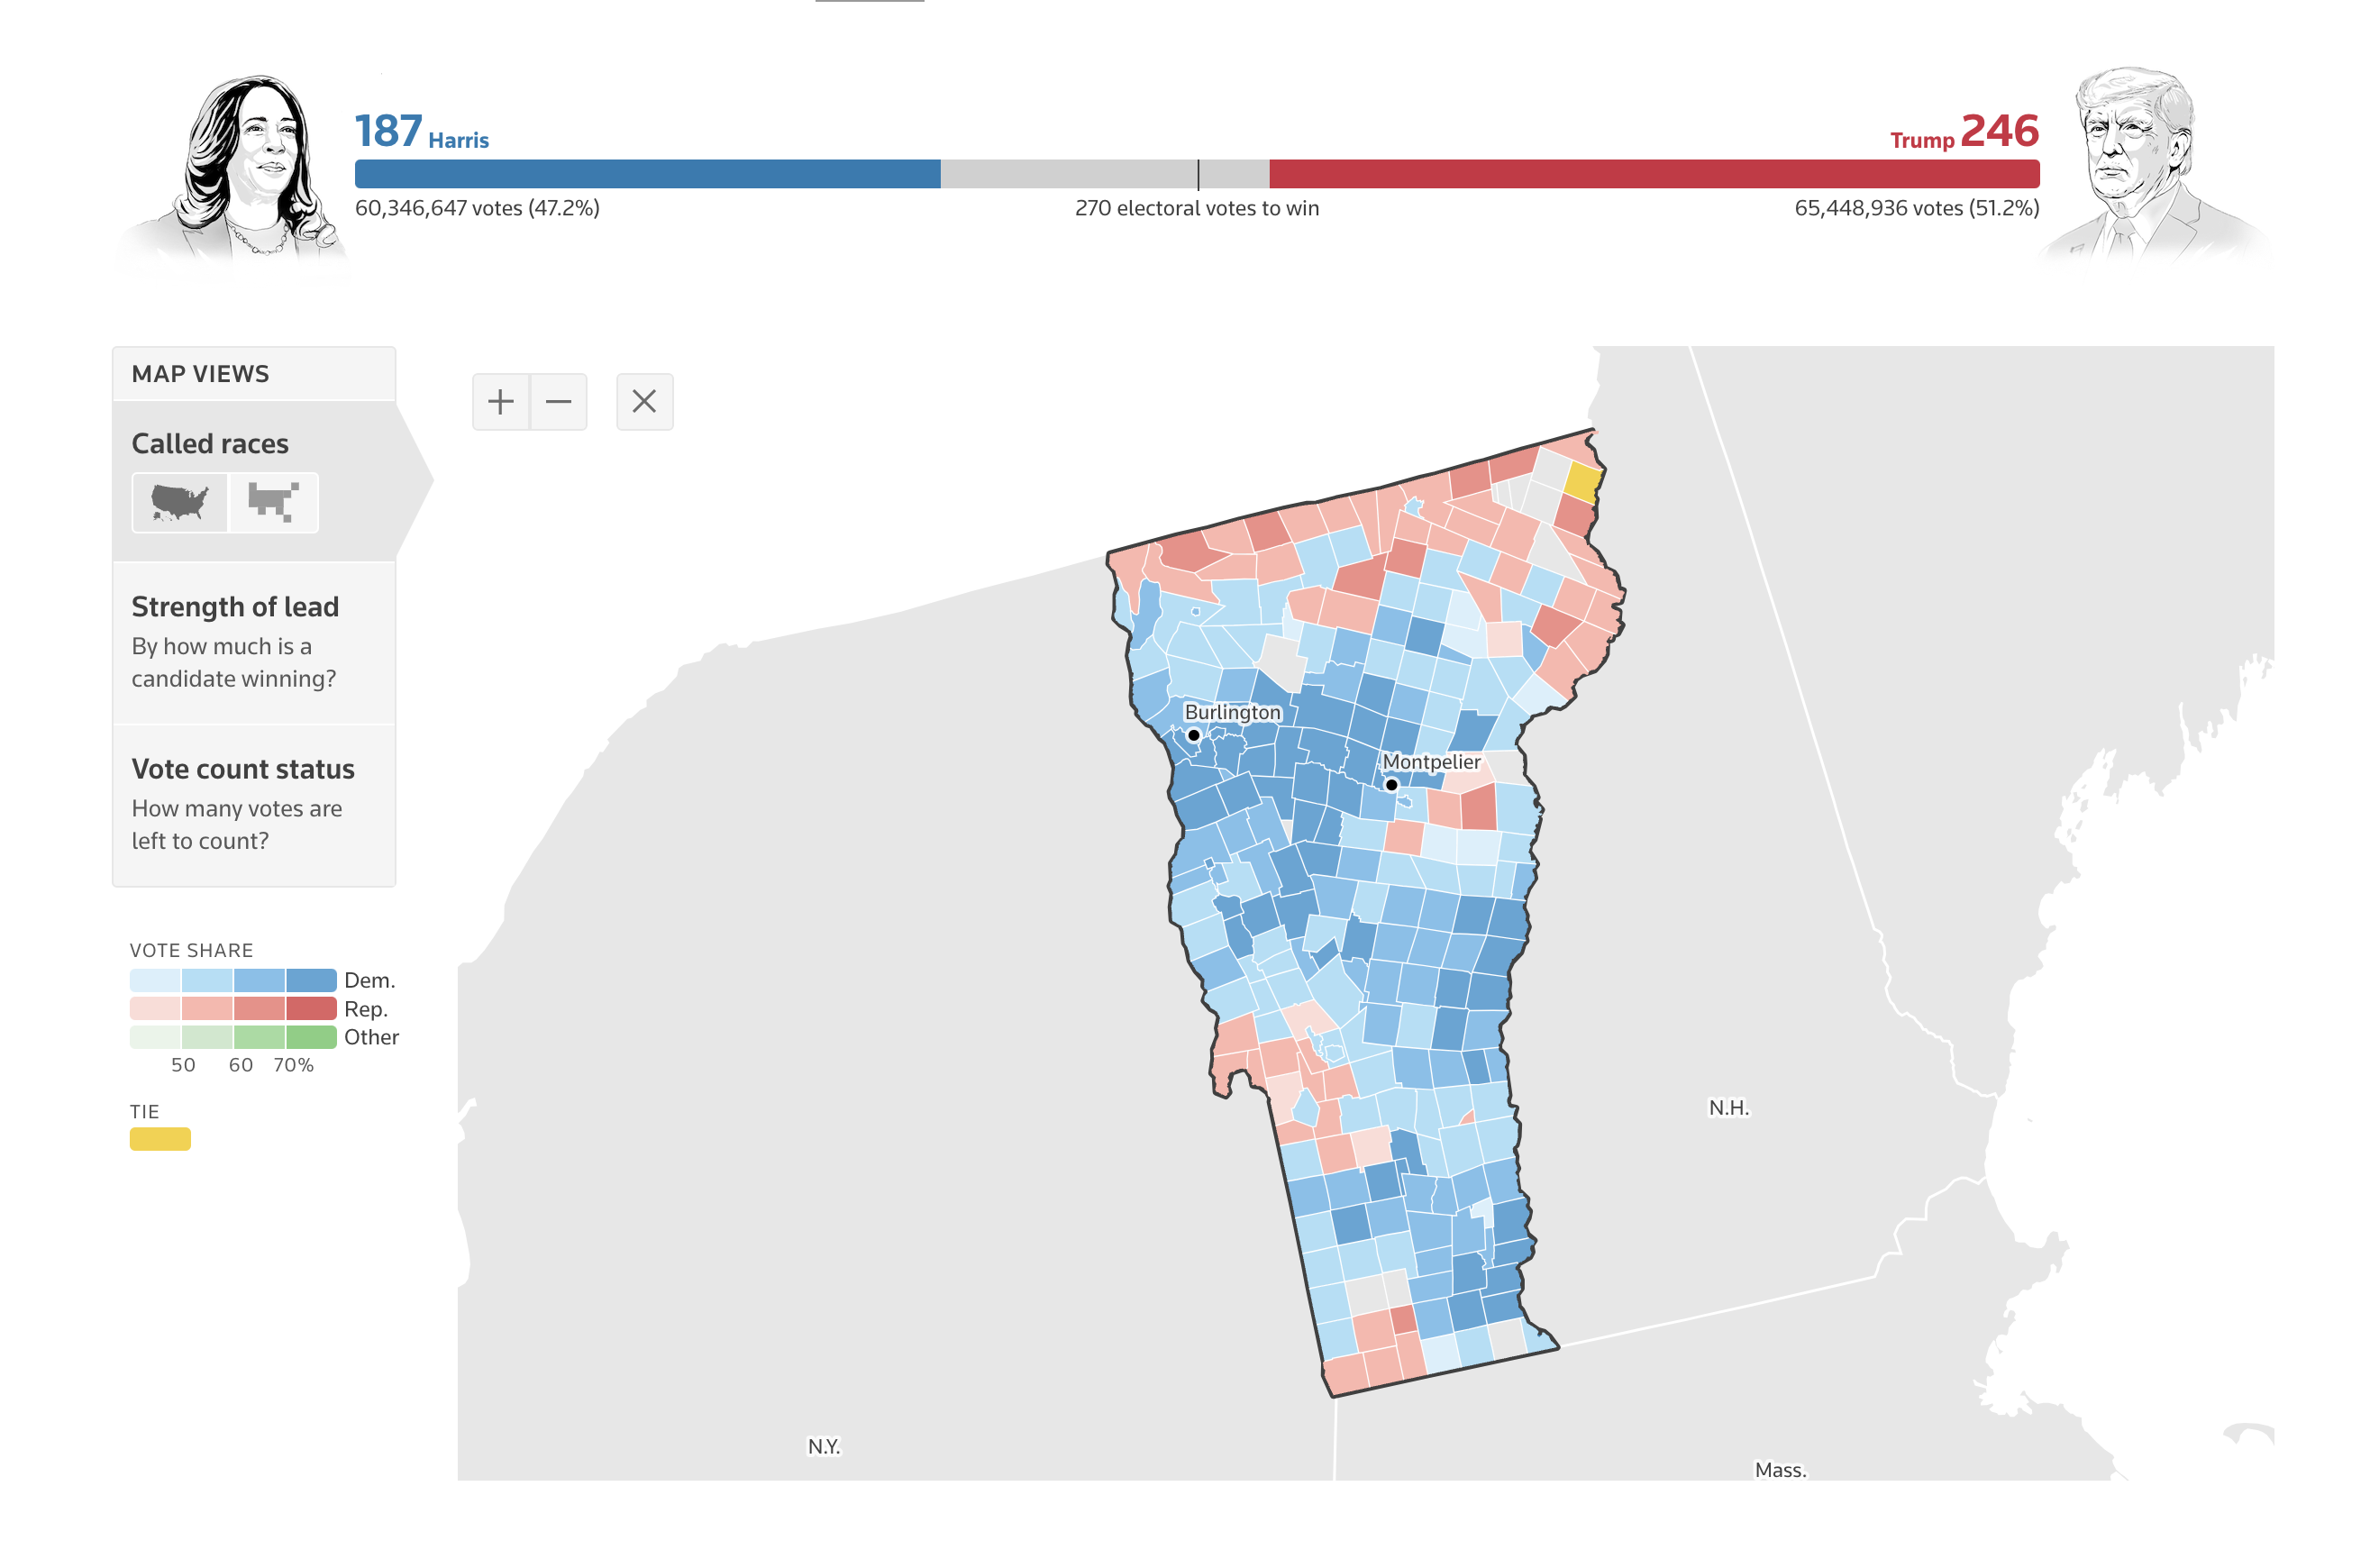 187 Harris
Trump 246
60,346,647 votes (47.2%)
270 electoral votes to win
65,448,936 votes (51.2%)
MAP VIEWS
Called races
Strength of lead
By how much is a
candidate winning?
Vote count status
How many votes are
left to count?
VOTE SHARE
Dem.
Rep.
Other
50 60 70%
TIE
Burlington
Montpelier
N.H.
N.Y.
Mass.